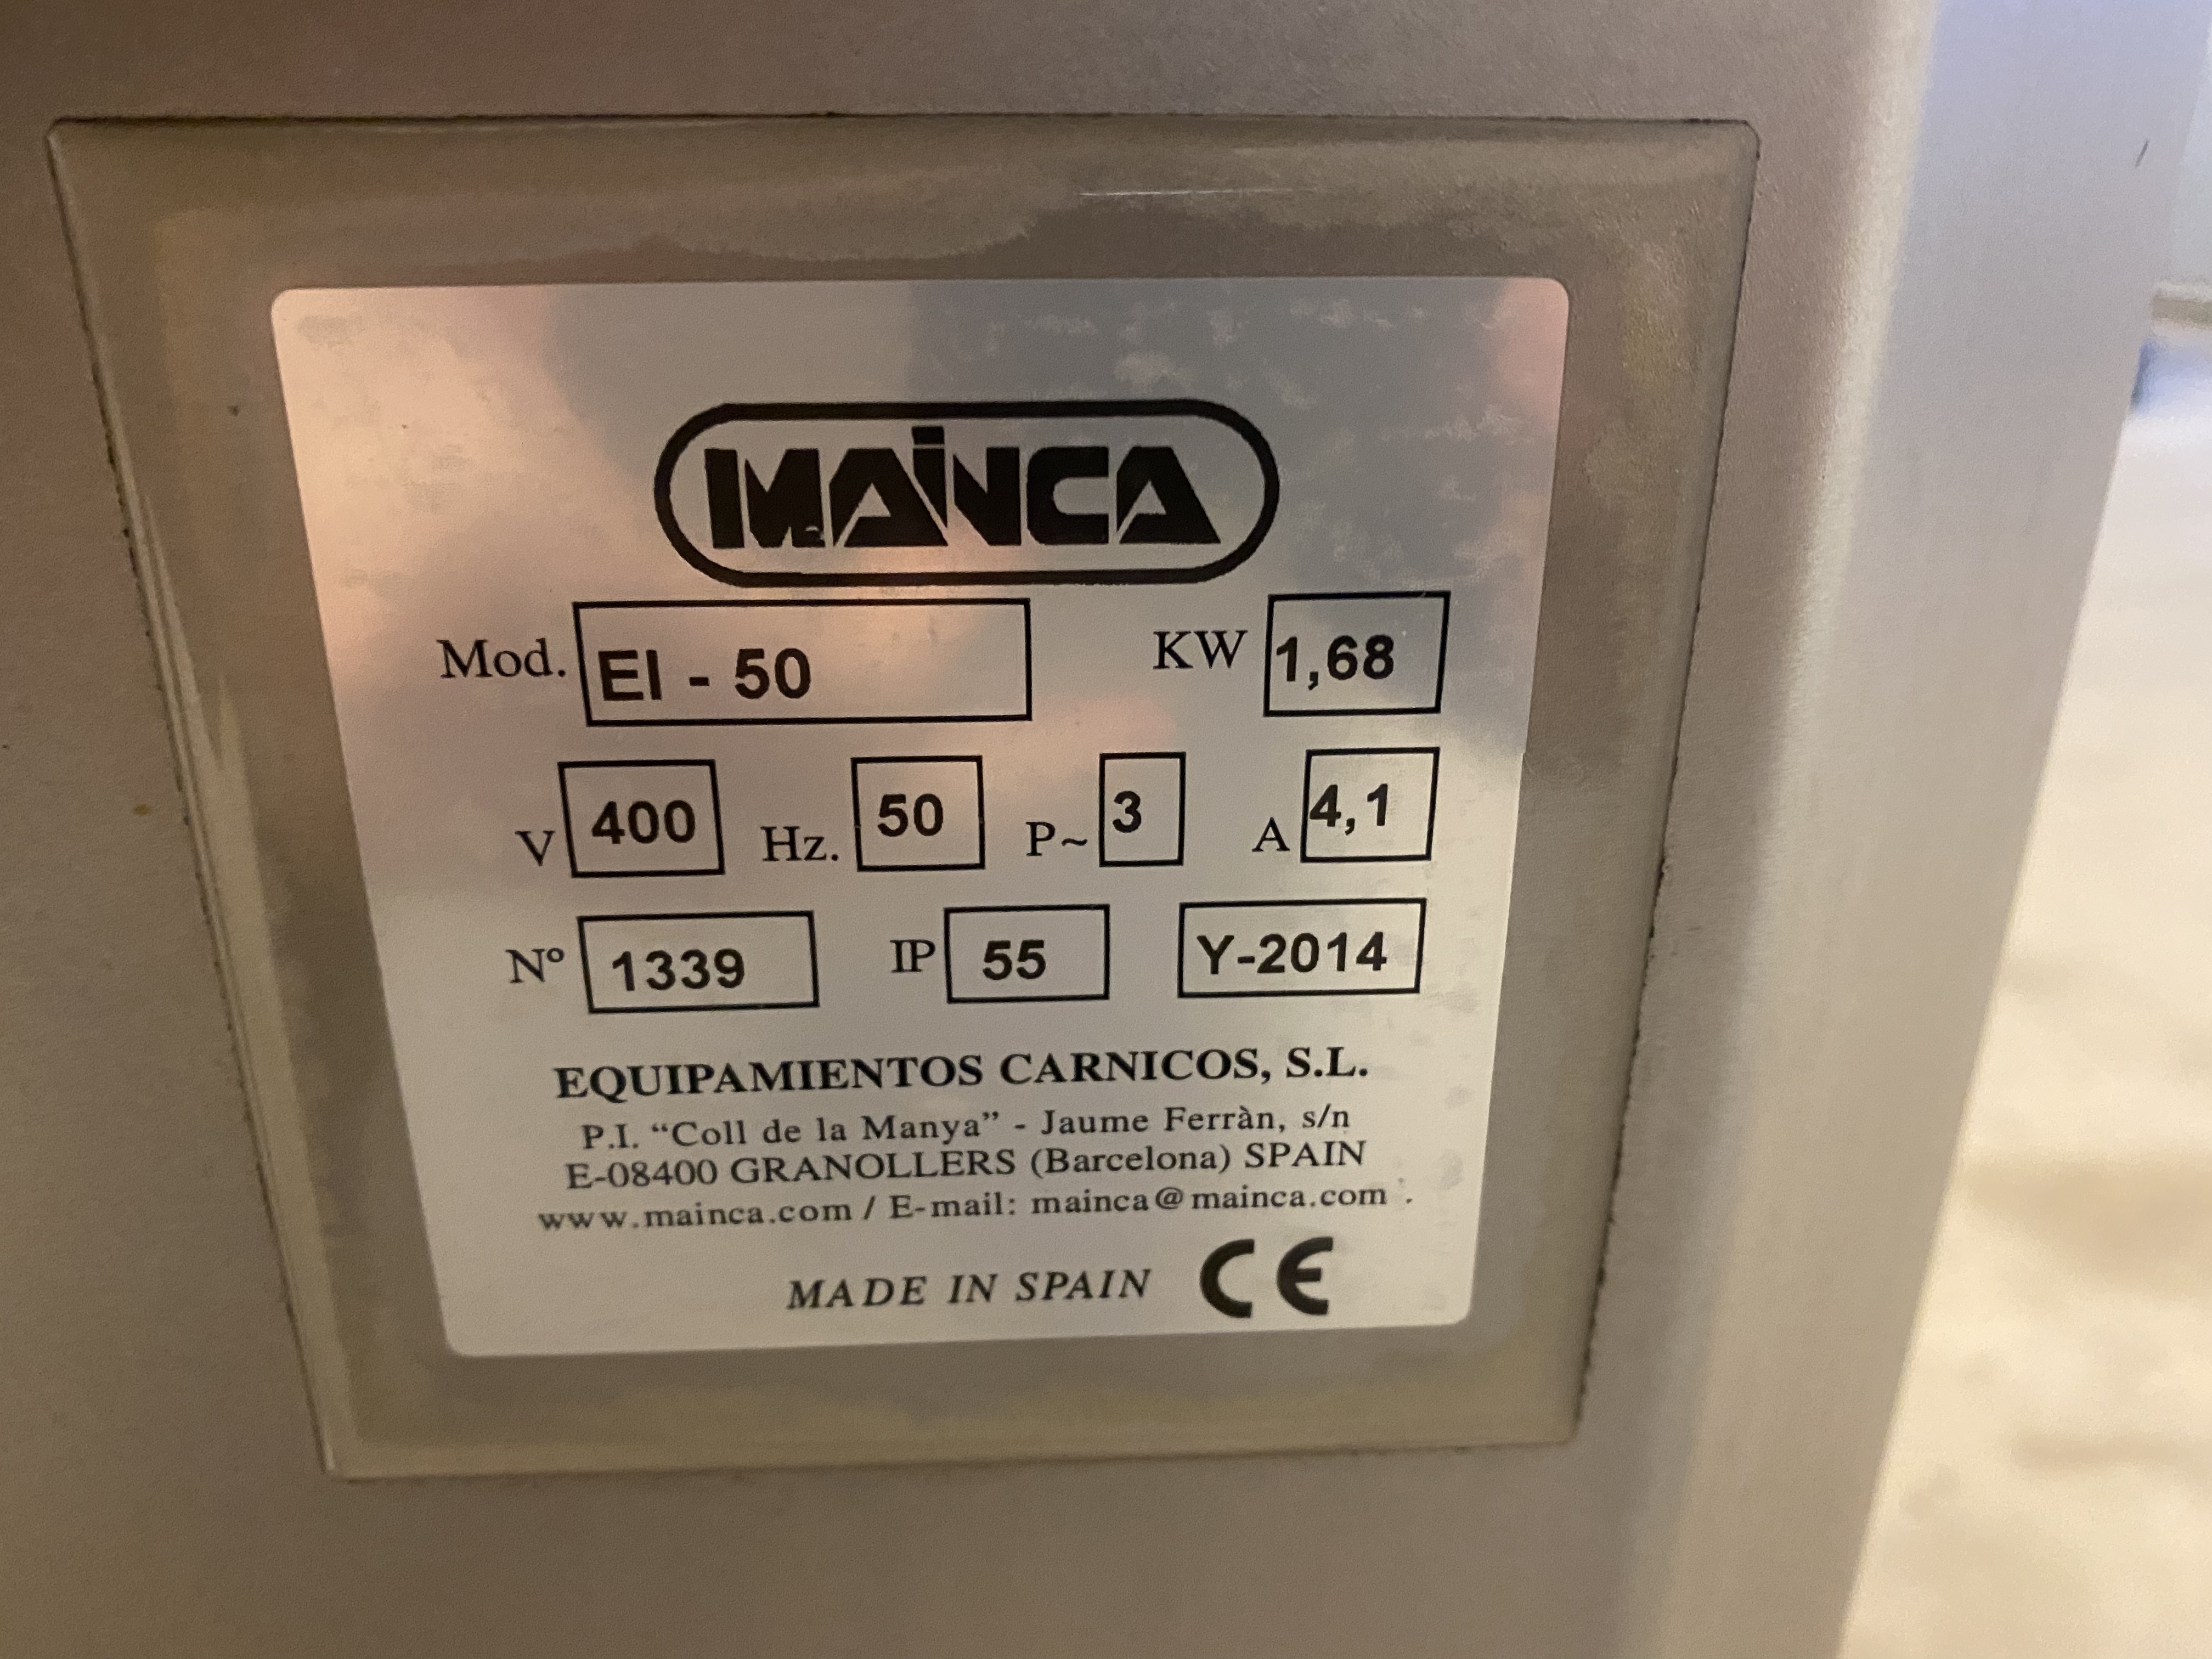 MAINCA
Mod. EI - 50 KW 1,68
V 400 Hz. 50 P~ 3 A 4,1
Nº 1339 IP 55 Y-2014
EQUIPAMIENTOS CARNICOS, S.L.
P.I. “Coll de la Manya” - Jaume Ferràn, s/n
E-08400 GRANOLLERS (Barcelona) SPAIN
www.mainca.com / E-mail: mainca@mainca.com
MADE IN SPAIN CE